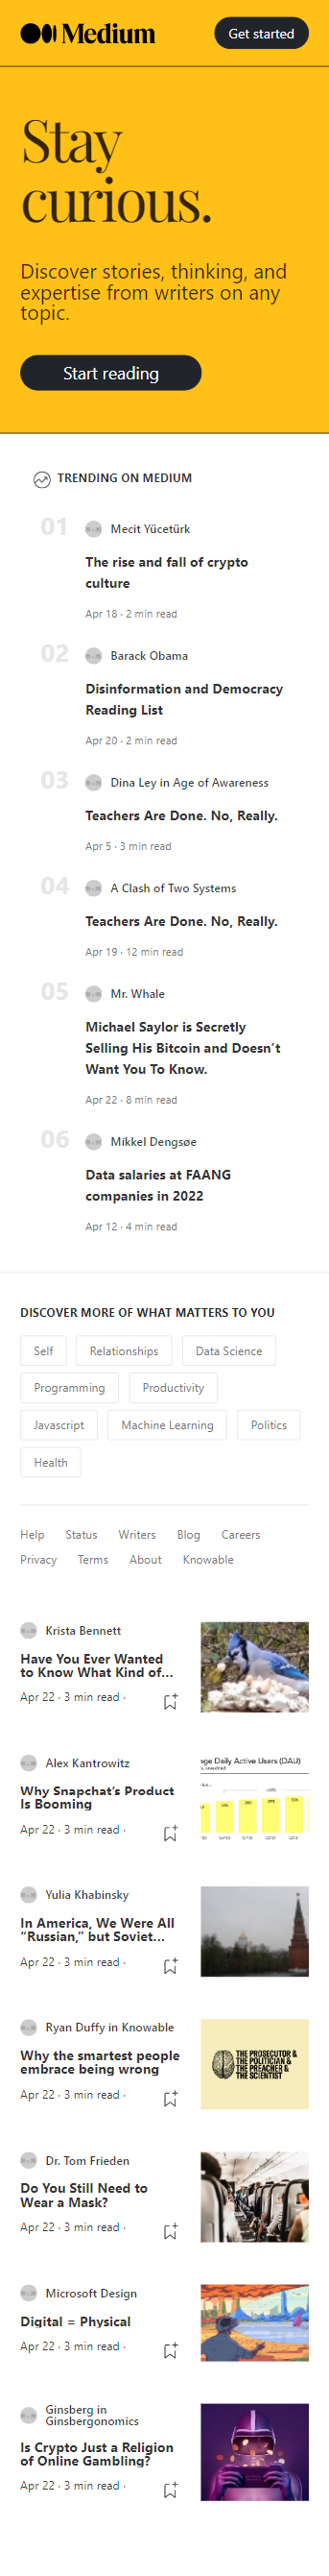 Medium
Get started
Stay
curious.
Discover stories, thinking, and
expertise from writers on any
topic.
Start reading
TRENDING ON MEDIUM
01
Mecit Yücetürk
The rise and fall of crypto
culture
Apr 18 · 2 min read
02
Barack Obama
Disinformation and Democracy
Reading List
Apr 20 · 2 min read
03
Dina Ley in Age of Awareness
Teachers Are Done. No, Really.
Apr 5 · 3 min read
04
A Clash of Two Systems
Teachers Are Done. No, Really.
Apr 19 · 12 min read
05
Mr. Whale
Michael Saylor is Secretly
Selling His Bitcoin and Doesn’t
Want You To Know.
Apr 22 · 8 min read
06
Mikkel Dengsøe
Data salaries at FAANG
companies in 2022
Apr 12 · 4 min read
DISCOVER MORE OF WHAT MATTERS TO YOU
Self Relationships Data Science
Programming Productivity
Javascript Machine Learning Politics
Health
Help Status Writers Blog Careers
Privacy Terms About Knowable
Krista Bennett
Have You Ever Wanted
to Know What Kind of...
Apr 22 · 3 min read ·
Alex Kantrowitz
Why Snapchat’s Product
Is Booming
Apr 22 · 3 min read ·
ge Daily Active Users (DAU)
Yulia Khabinsky
In America, We Were All
“Russian,” but Soviet...
Apr 22 · 3 min read ·
Ryan Duffy in Knowable
Why the smartest people
embrace being wrong
Apr 22 · 3 min read ·
THE PROSECUTOR &
THE POLITICIAN &
THE PREACHER &
THE SCIENTIST
Dr. Tom Frieden
Do You Still Need to
Wear a Mask?
Apr 22 · 3 min read ·
Microsoft Design
Digital = Physical
Apr 22 · 3 min read ·
Ginsberg in
Ginsbergonomics
Is Crypto Just a Religion
of Online Gambling?
Apr 22 · 3 min read ·